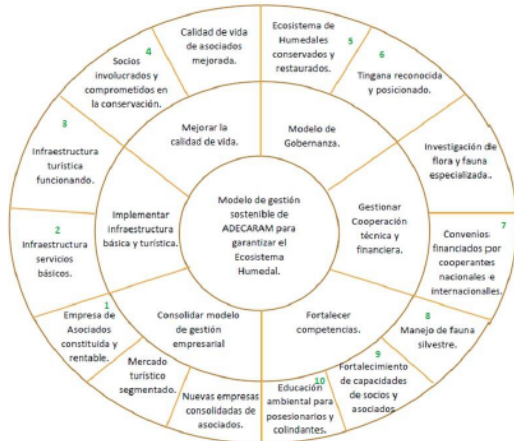 Calidad de vida
de asociados
mejorada.
Ecosistema de
Humedales
conservados y
restaurados.
5
6
Tingana reconocida
y posicionado.
Investigación de
flora y fauna
especializada..
7
Convenios
financiados por
cooperantes
nacionales e
internacionalles.
8
Manejo de fauna
silvestre.
9
Fortalecimiento
de capacidades
de socios y
asociados
10
Educación
ambiental para
posesionarios y
colindantes.
Nuevas empresas
consolidadas de
asociados.
Mercado
turístico
segmentado.
1
Empresa de
Asociados
constituida y
rentable.
2
Infraestructura
servicios
básicos.
3
Infraestructura
turística
funcionando.
4
Socios
involucrados y
comprometidos en
la conservación.
Mejorar la
calidad de vida.
Modelo de
Gobernanza.
Gestionar
Cooperación
técnica y
financiera.
Fortalecer
competencias.
Consolidar modelo
de gestión
empresarial
Implementar
infraestructura
básica y turística.
Modelo de gestión
sostenible de
ADECARAM para
garantizar el
Ecosistema
Humedal.